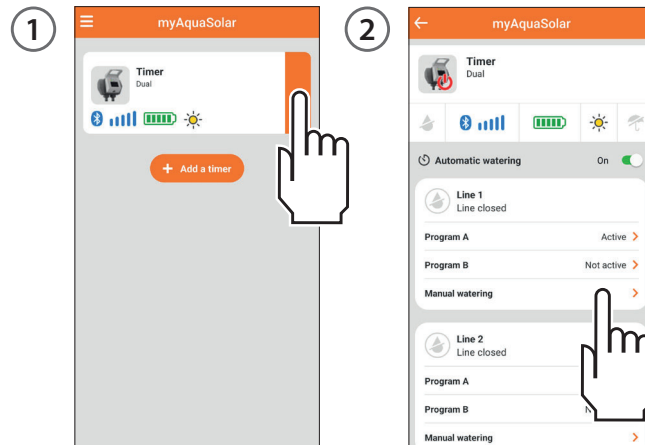 1
myAquaSolar
Timer
Dual
+ Add a timer
2
myAquaSolar
Timer
Dual
Automatic watering On
Line 1
Line closed
Program A Active
Program B Not active
Manual watering
Line 2
Line closed
Program A
Program B
Manual watering